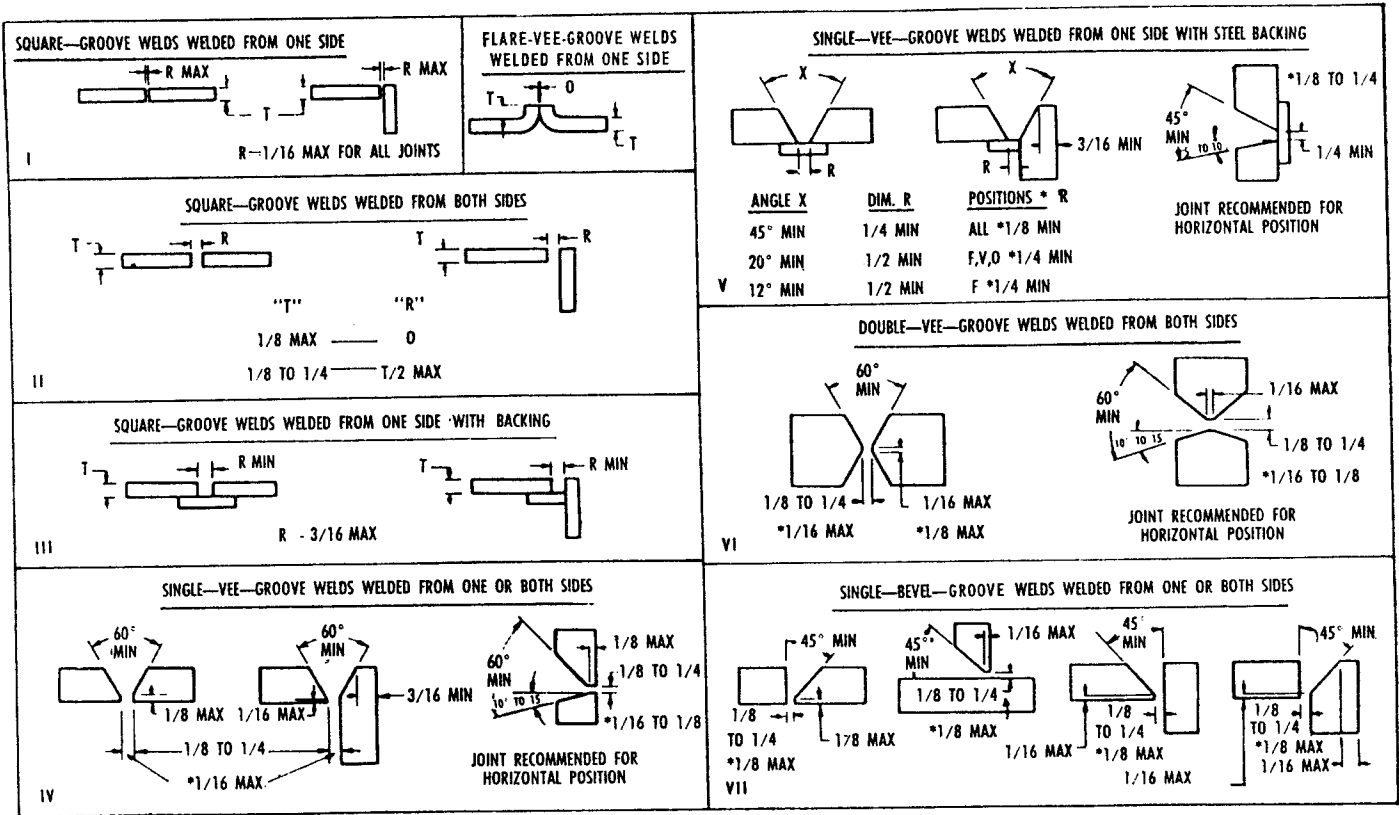 SQUARE—GROOVE WELDS WELDED FROM ONE SIDE
R MAX
R MAX
T
R-1/16 MAX FOR ALL JOINTS
I
FLARE-VEE-GROOVE WELDS
WELDED FROM ONE SIDE
O
T
T
SQUARE—GROOVE WELDS WELDED FROM BOTH SIDES
T
R
T
R
"T" "R"
1/8 MAX —— O
1/8 TO 1/4 —— T/2 MAX
II
SQUARE—GROOVE WELDS WELDED FROM ONE SIDE WITH BACKING
T
R MIN
T
R MIN
R - 3/16 MAX
III
SINGLE—VEE—GROOVE WELDS WELDED FROM ONE OR BOTH SIDES
60°
MIN
60°
MIN
1/8 MAX
1/16 MAX
3/16 MIN
1/8 TO 1/4
*1/16 MAX
60°
MIN
10° TO 15
1/8 MAX
1/8 TO 1/4
*1/16 TO 1/8
JOINT RECOMMENDED FOR
HORIZONTAL POSITION
IV
SINGLE—VEE—GROOVE WELDS WELDED FROM ONE SIDE WITH STEEL BACKING
X
X
R
R
3/16 MIN
*1/8 TO 1/4
45°
MIN
TO 10
1/4 MIN
JOINT RECOMMENDED FOR
HORIZONTAL POSITION
ANGLE X DIM. R POSITIONS * R
45° MIN 1/4 MIN ALL *1/8 MIN
20° MIN 1/2 MIN F,V,O *1/4 MIN
12° MIN 1/2 MIN F *1/4 MIN
V
DOUBLE—VEE—GROOVE WELDS WELDED FROM BOTH SIDES
60°
MIN
1/8 TO 1/4
*1/16 MAX
1/16 MAX
*1/8 MAX
60°
MIN
10° TO 15
1/16 MAX
1/8 TO 1/4
*1/16 TO 1/8
JOINT RECOMMENDED FOR
HORIZONTAL POSITION
VI
SINGLE—BEVEL—GROOVE WELDS WELDED FROM ONE OR BOTH SIDES
45° MIN
1/8
TO 1/4
*1/8 MAX
1/8 MAX
45°
MIN
1/16 MAX
1/8 TO 1/4
*1/8 MAX
45°
MIN
1/8
TO 1/4
*1/8 MAX
1/16 MAX
1/16 MAX
45° MIN
1/8
TO 1/4
*1/8 MAX
1/16 MAX
VII